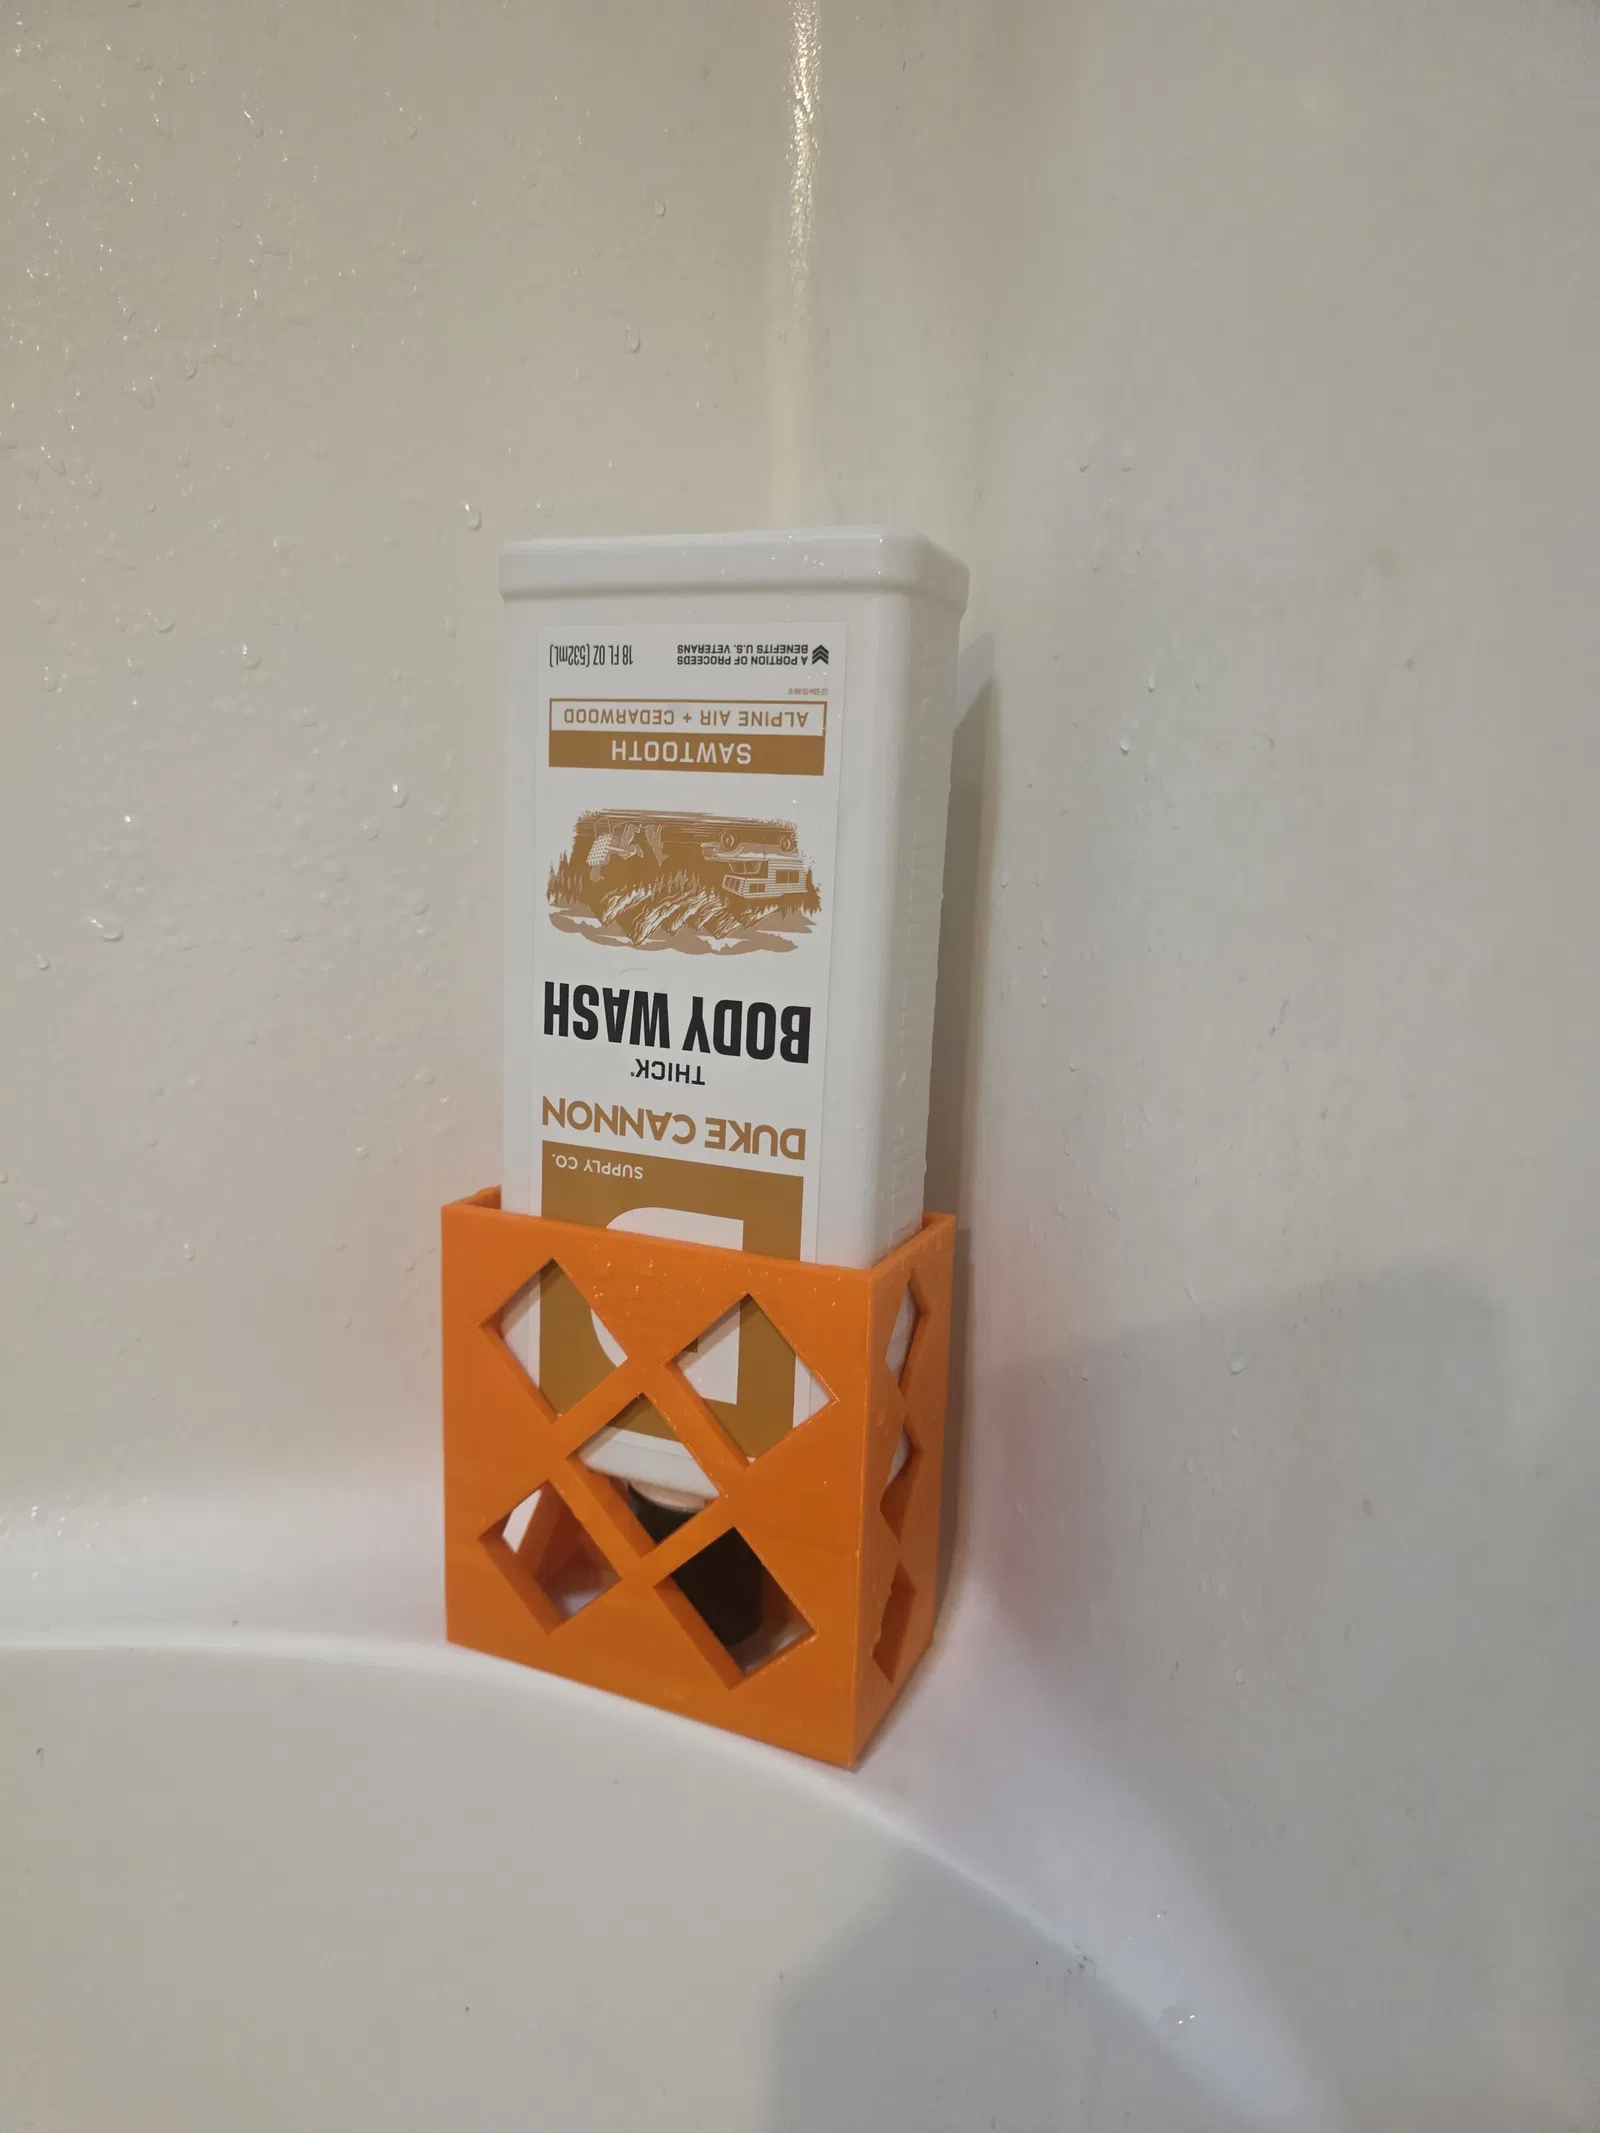 SUPPLY CO.
DUKE CANNON
THICK®
BODY WASH
SAWTOOTH
ALPINE AIR + CEDARWOOD
A PORTION OF PROCEEDS
BENEFITS U.S. VETERANS
18 FL OZ (532mL)